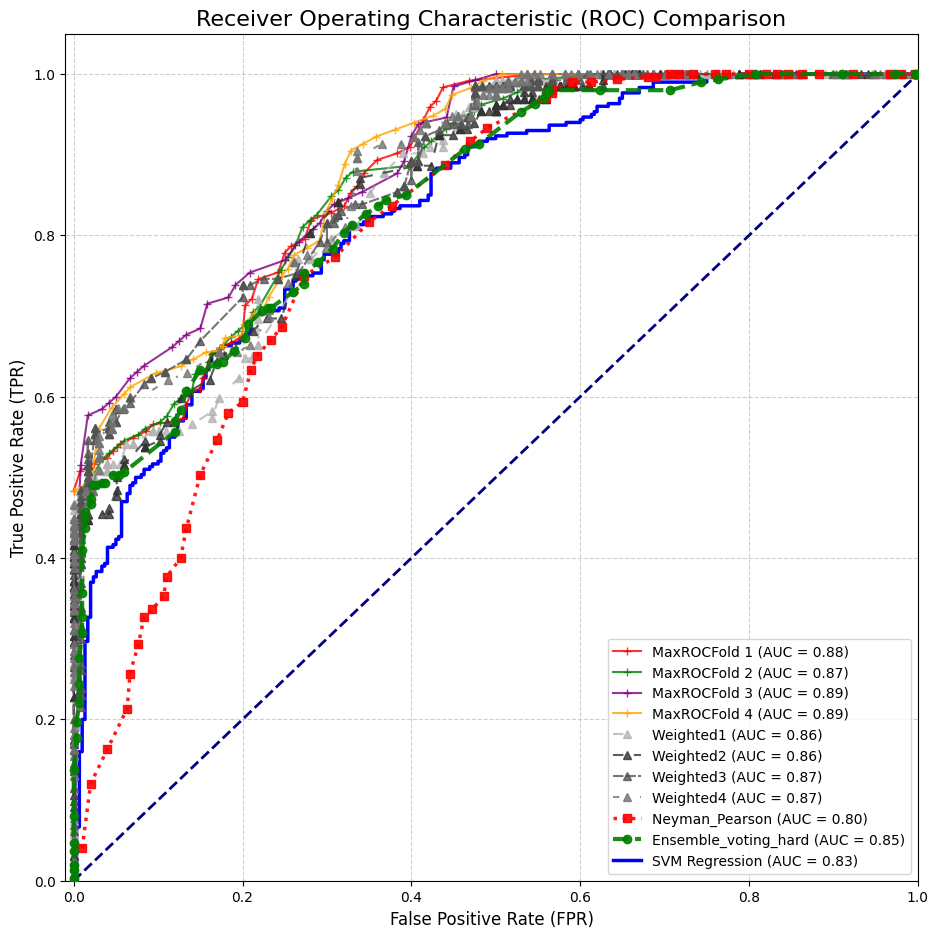 Receiver Operating Characteristic (ROC) Comparison
True Positive Rate (TPR)
1.0
0.8
0.6
0.4
0.2
0.0
0.0 0.2 0.4 0.6 0.8 1.0
False Positive Rate (FPR)
MaxROCFold 1 (AUC = 0.88)
MaxROCFold 2 (AUC = 0.87)
MaxROCFold 3 (AUC = 0.89)
MaxROCFold 4 (AUC = 0.89)
Weighted1 (AUC = 0.86)
Weighted2 (AUC = 0.86)
Weighted3 (AUC = 0.87)
Weighted4 (AUC = 0.87)
Neyman_Pearson (AUC = 0.80)
Ensemble_voting_hard (AUC = 0.85)
SVM Regression (AUC = 0.83)